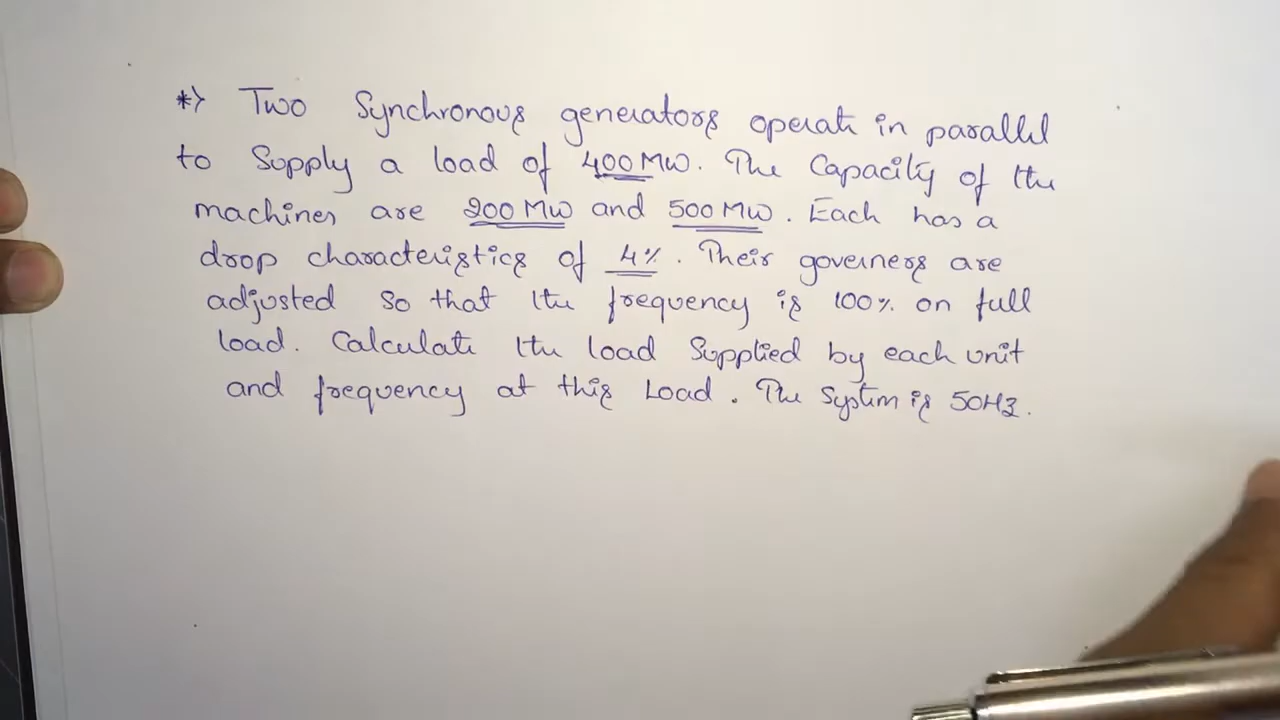 *> Two Synchronous generators operate in parallel
to Supply a load of 400 MW. The Capacity of the
machines are 200 MW and 500 MW. Each has a
drop characteristics of 4%. Their governers are
adjusted so that the frequency is 100% on full
load. Calculate the load Supplied by each unit
and frequency at this Load. The System is 50Hz.